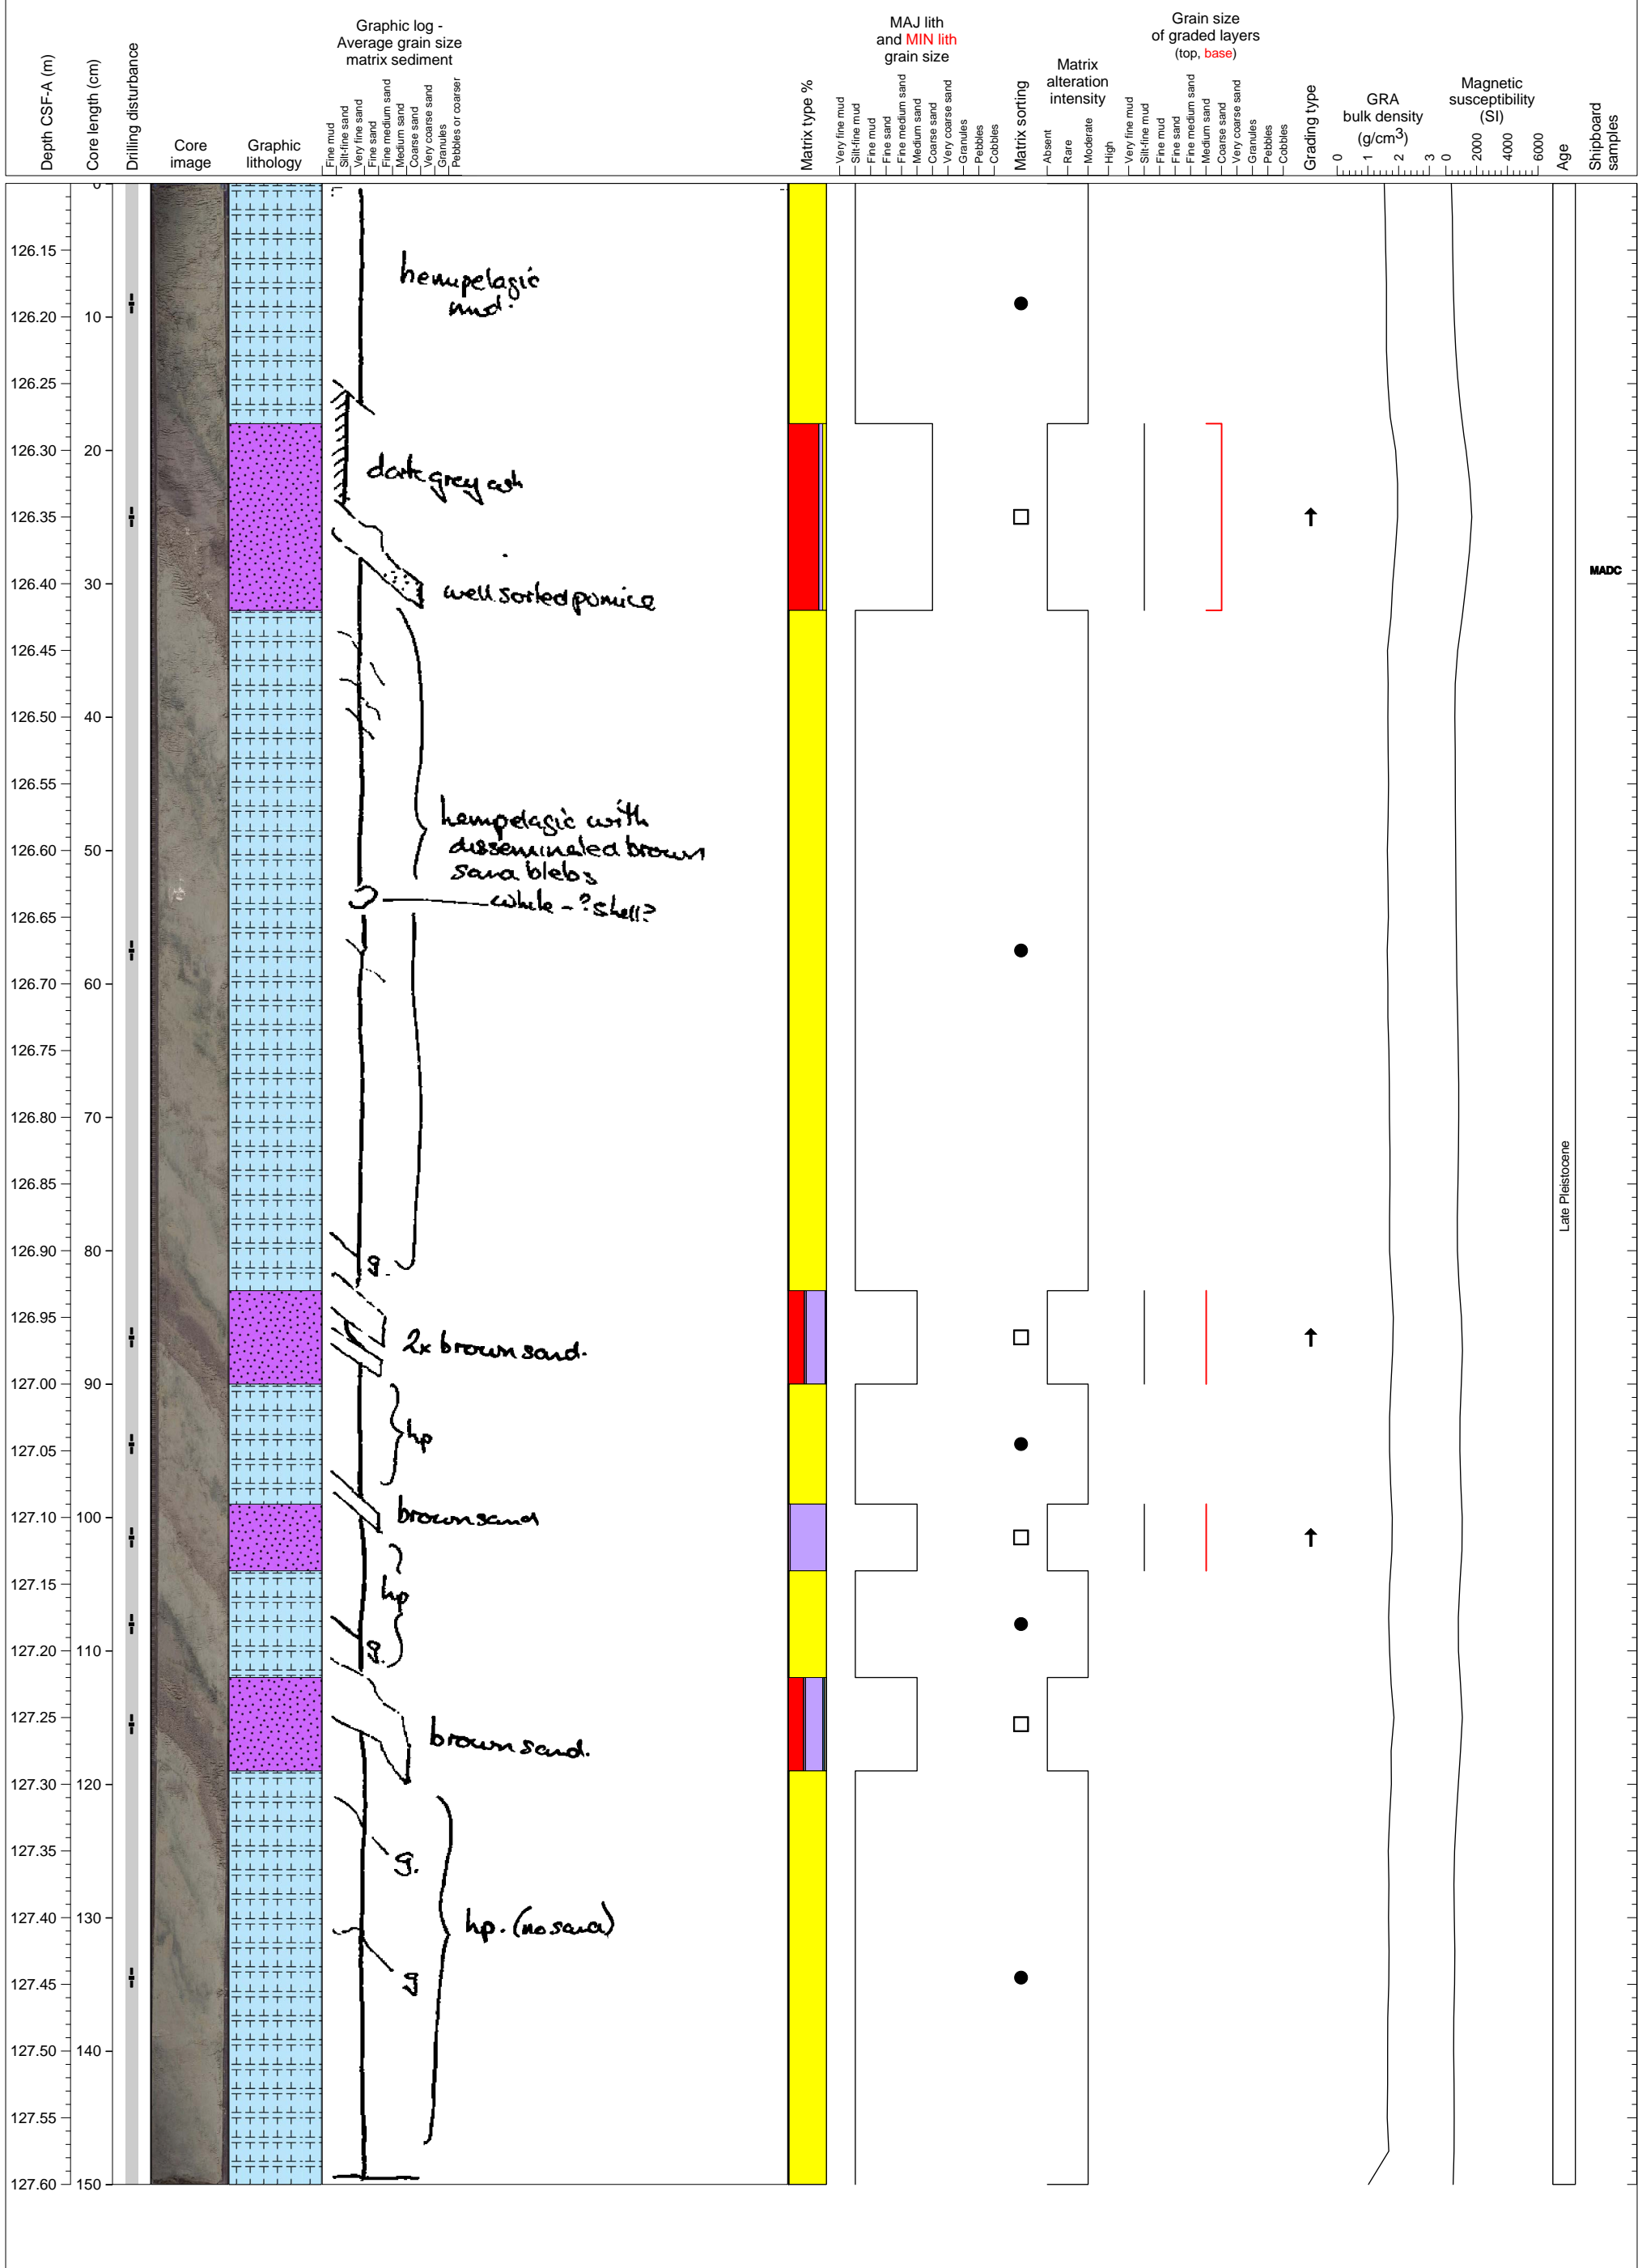 Depth CSF-A (m)
Core length (cm)
Drilling disturbance
Core
image
Graphic
lithology
Graphic log -
Average grain size
matrix sediment
Fine mud
Silt-fine sand
Very fine sand
Fine sand
Fine medium sand
Medium sand
Coarse sand
Very coarse sand
Granules
Pebbles or coarser
Matrix type %
MAJ lith
and MIN lith
grain size
Very fine mud
Silt-fine mud
Fine mud
Fine sand
Fine medium sand
Medium sand
Coarse sand
Very coarse sand
Granules
Pebbles
Cobbles
Matrix sorting
Matrix
alteration
intensity
Absent
Rare
Moderate
High
Grain size
of graded layers
(top, base)
Very fine mud
Silt-fine mud
Fine mud
Fine sand
Fine medium sand
Medium sand
Coarse sand
Very coarse sand
Granules
Pebbles
Cobbles
Grading type
GRA
bulk density
(g/cm3)
0 1 2 3
Magnetic
susceptibility
(SI)
0 2000 4000 6000
Age
Shipboard
samples
0
126.15
hemipelagic
mud.
126.20 10
126.25
126.30 20
dark grey ash
126.35
126.40 30
MADC
well sorted pumice
126.45
126.50 40
126.55
hemipelagic with
126.60 50
disseminated brown
sand blebs
white - ?shell?
126.65
126.70 60
126.75
126.80 70
126.85
Late Pleistocene
126.90 80
g.
126.95
2x brown sand.
127.00 90
hp
127.05
127.10 100
brown sand
127.15
hp
127.20 110
g.
127.25
brown sand.
127.30 120
127.35
g.
127.40 130
hp. (no sand)
127.45
g
127.50 140
127.55
127.60 150